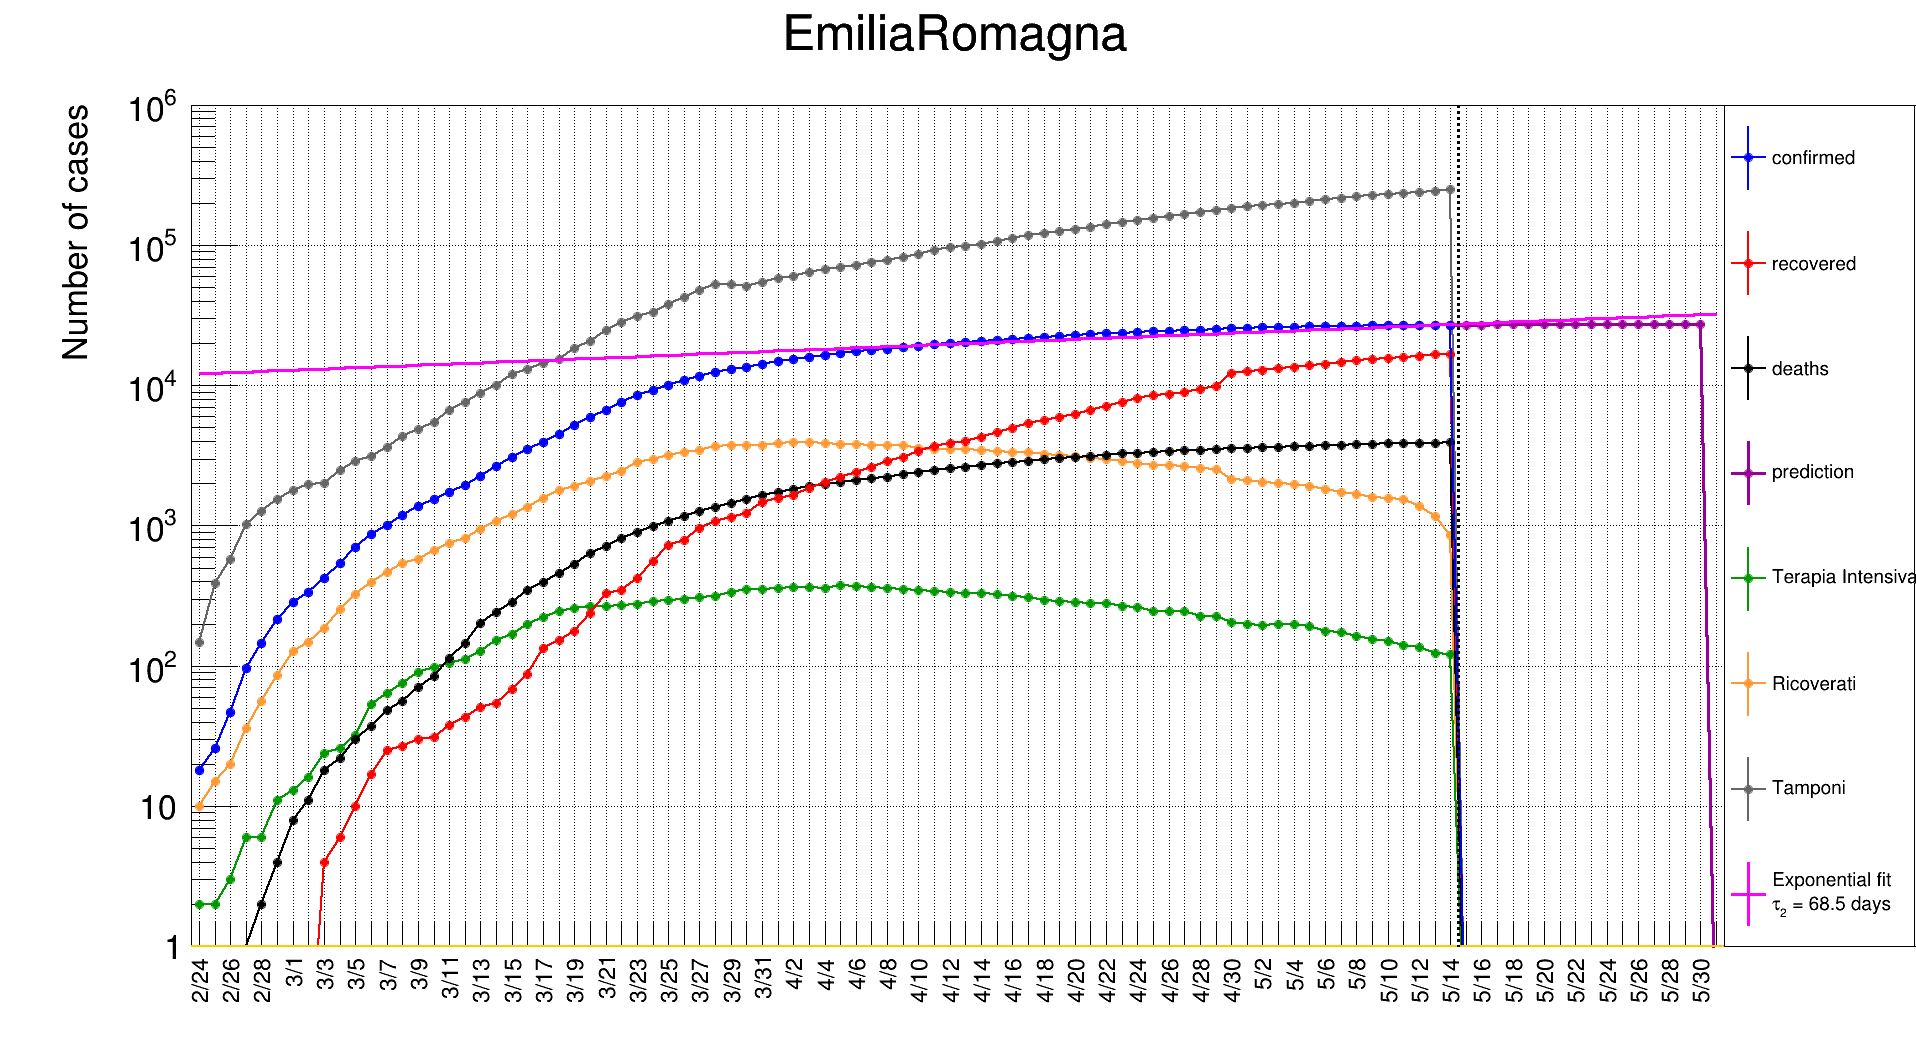 EmiliaRomagna
Number of cases
10^6
10^5
10^4
10^3
10^2
10
1
2/24 2/26 2/28 3/1 3/3 3/5 3/7 3/9 3/11 3/13 3/15 3/17 3/19 3/21 3/23 3/25 3/27 3/29 3/31 4/2 4/4 4/6 4/8 4/10 4/12 4/14 4/16 4/18 4/20 4/22 4/24 4/26 4/28 4/30 5/2 5/4 5/6 5/8 5/10 5/12 5/14 5/16 5/18 5/20 5/22 5/24 5/26 5/28 5/30
confirmed
recovered
deaths
prediction
Terapia Intensiva
Ricoverati
Tamponi
Exponential fit
τ2 = 68.5 days